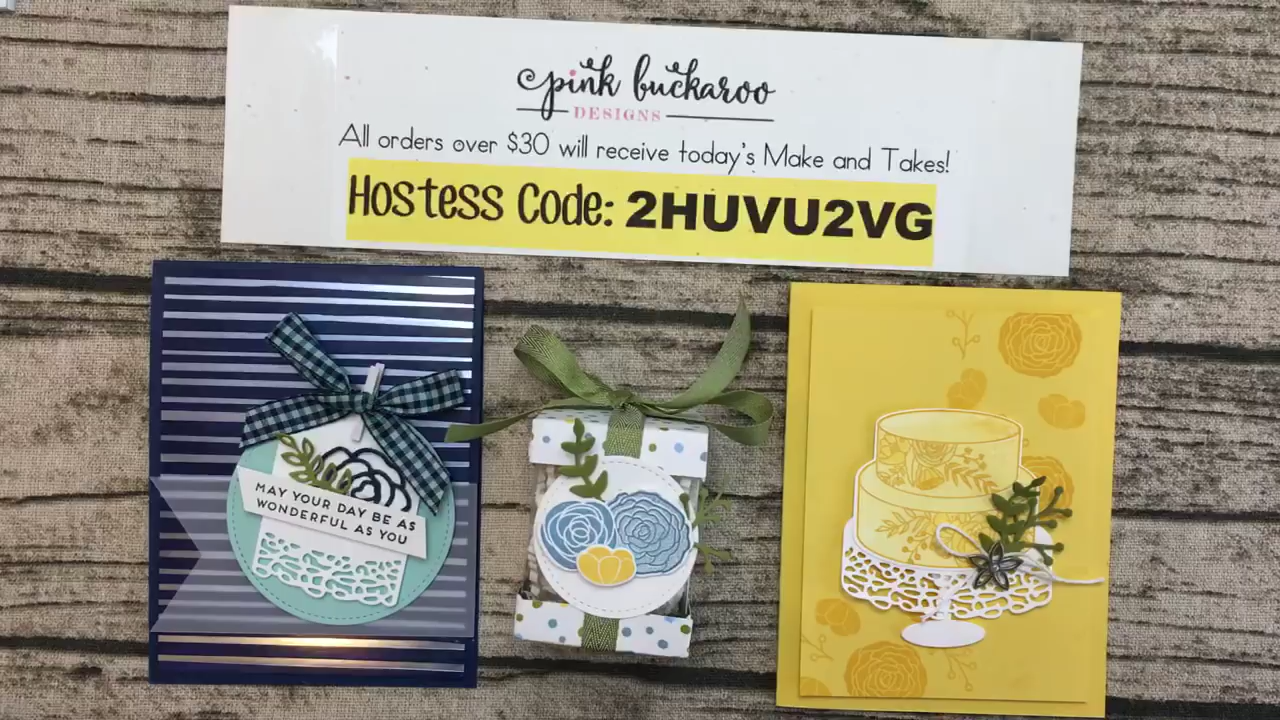 pink buckaroo
DESIGNS
All orders over $30 will receive today's Make and Takes!
Hostess Code: 2HUVU2VG
MAY YOUR DAY BE AS
WONDERFUL AS YOU